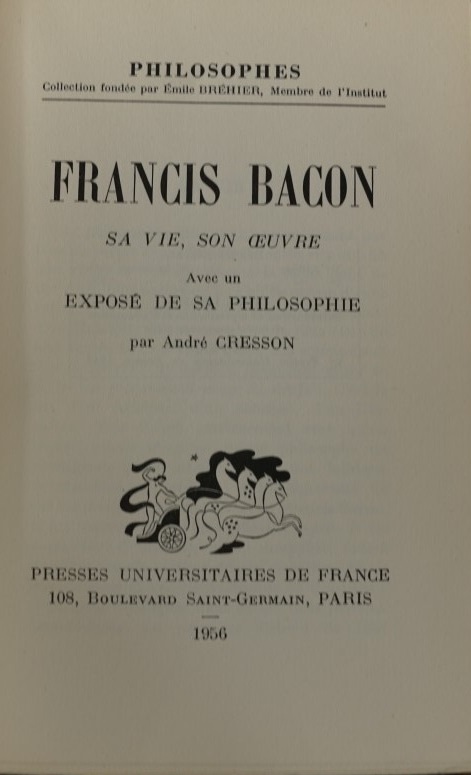 PHILOSOPHES
Collection fondée par Émile BRÉHIER, Membre de l'Institut
FRANCIS BACON
SA VIE, SON ŒUVRE
Avec un
EXPOSÉ DE SA PHILOSOPHIE
par André CRESSON
PRESSES UNIVERSITAIRES DE FRANCE
108, BOULEVARD SAINT-GERMAIN, PARIS
1956